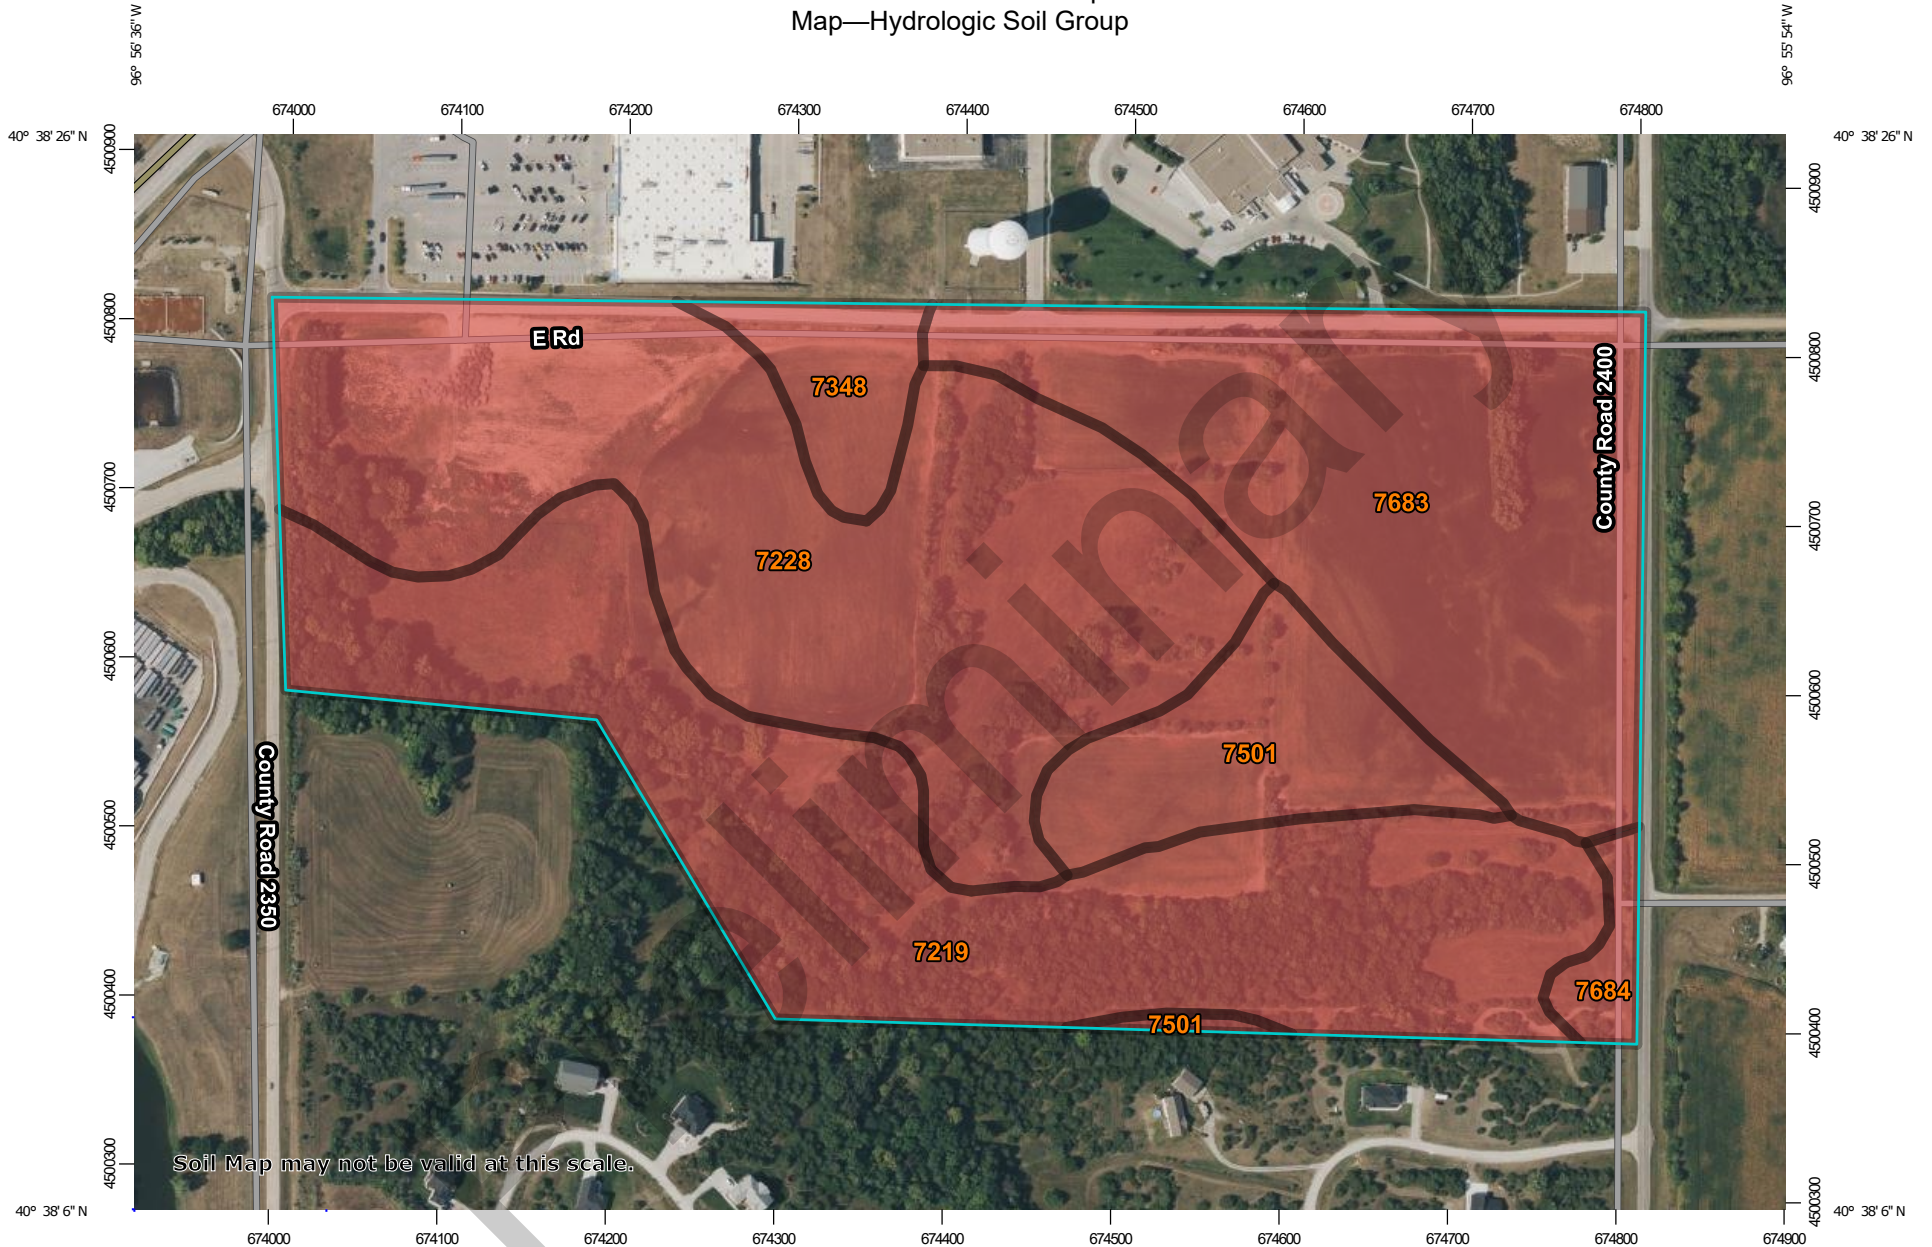 Map—Hydrologic Soil Group
96° 56' 36" W
96° 55' 54" W
674000 674100 674200 674300 674400 674500 674600 674700 674800
40° 38' 26" N
40° 38' 26" N
4500900
4500800
4500700
4500600
4500500
4500400
4500300
4500900
4500800
4500700
4500600
4500500
4500400
4500300
E Rd
County Road 2400
County Road 2350
7348
7683
7228
7501
7219
7684
7501
eliminary
Soil Map may not be valid at this scale.
40° 38' 6" N
40° 38' 6" N
674000 674100 674200 674300 674400 674500 674600 674700 674800 674900